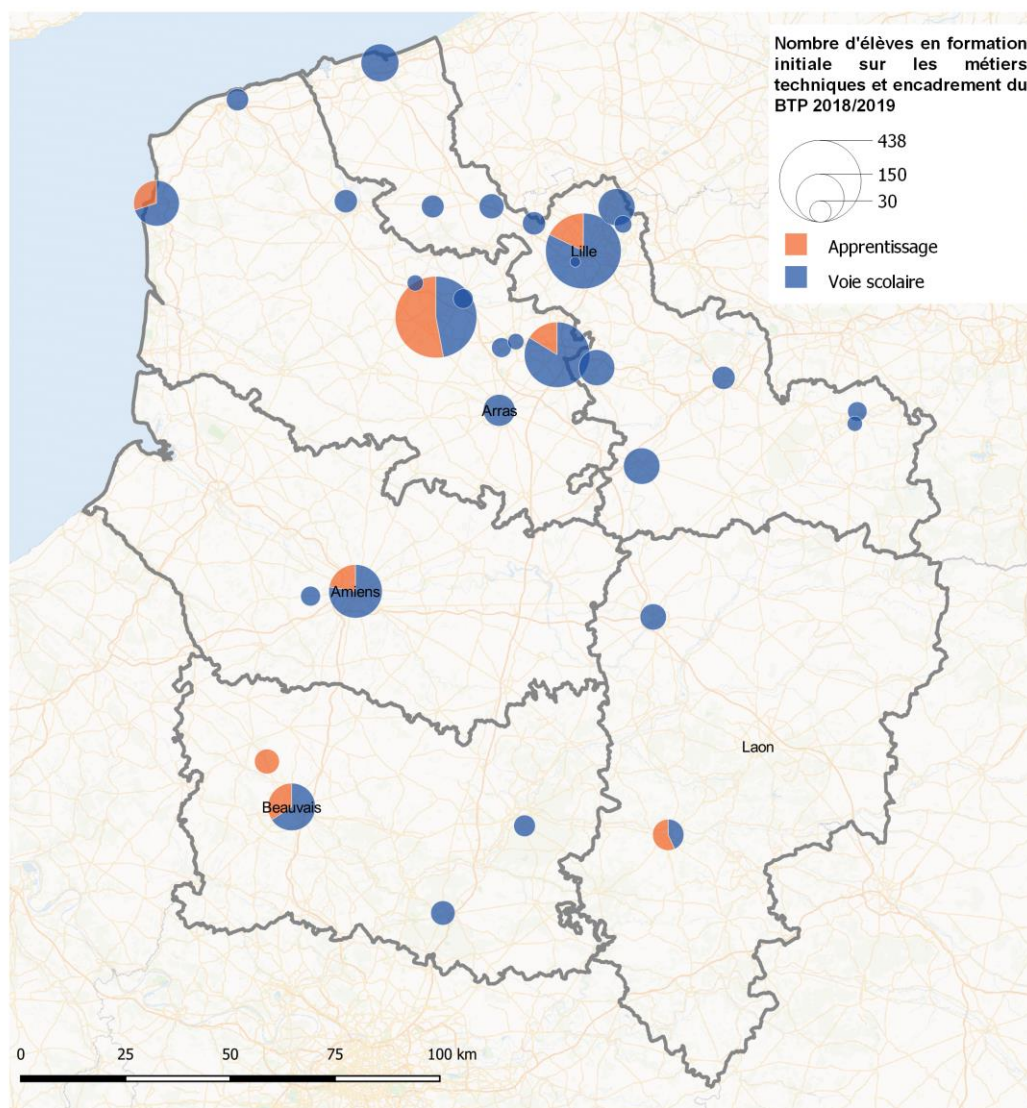 Nombre d'élèves en formation
initiale sur les métiers
techniques et encadrement du
BTP 2018/2019
438
150
30
Apprentissage
Voie scolaire
Lille
Arras
Amiens
Laon
Beauvais
0 25 50 75 100 km